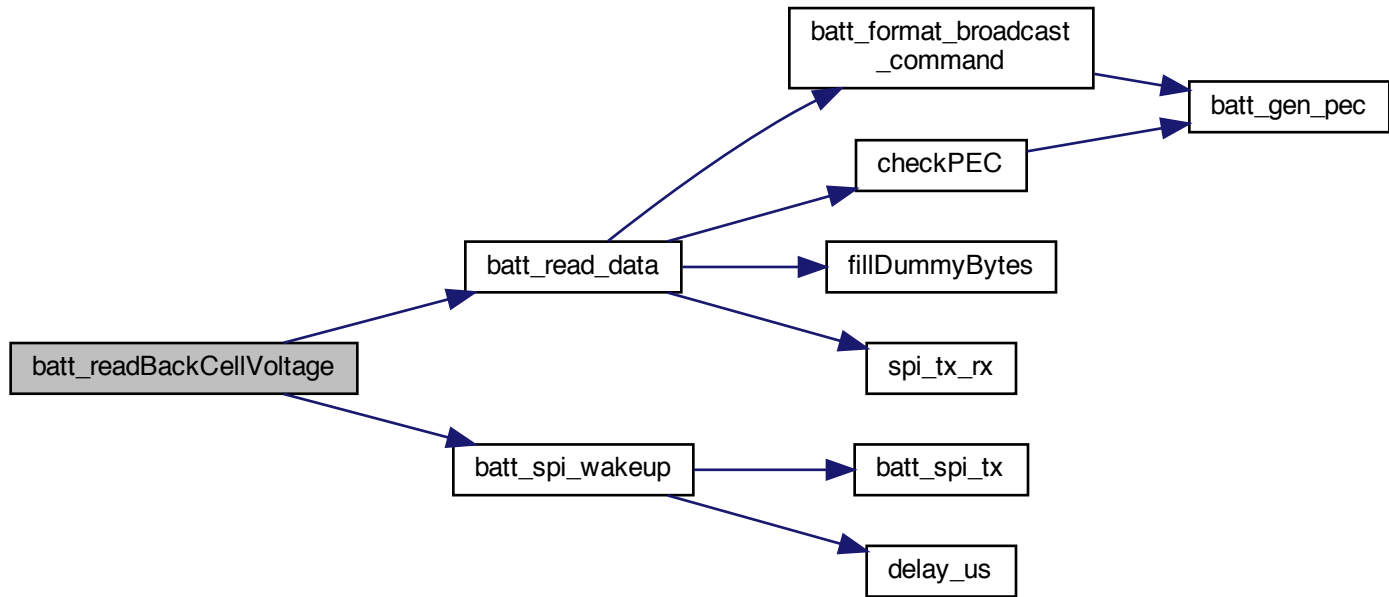 batt_readBackCellVoltage
batt_read_data
batt_spi_wakeup
batt_format_broadcast
_command
checkPEC
fillDummyBytes
spi_tx_rx
batt_spi_tx
delay_us
batt_gen_pec